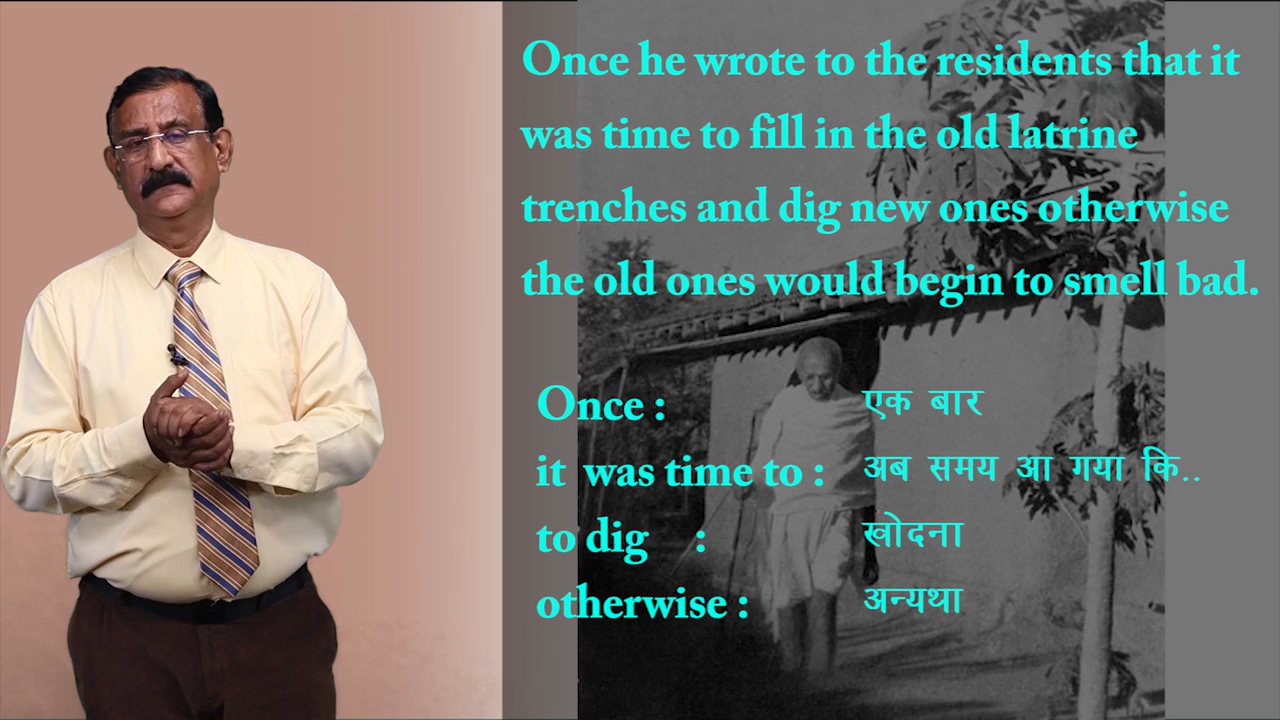 Once he wrote to the residents that it
was time to fill in the old latrine
trenches and dig new ones otherwise
the old ones would begin to smell bad.
Once : एक बार
it was time to : अब समय आ गया कि..
to dig : खोदना
otherwise : अन्यथा